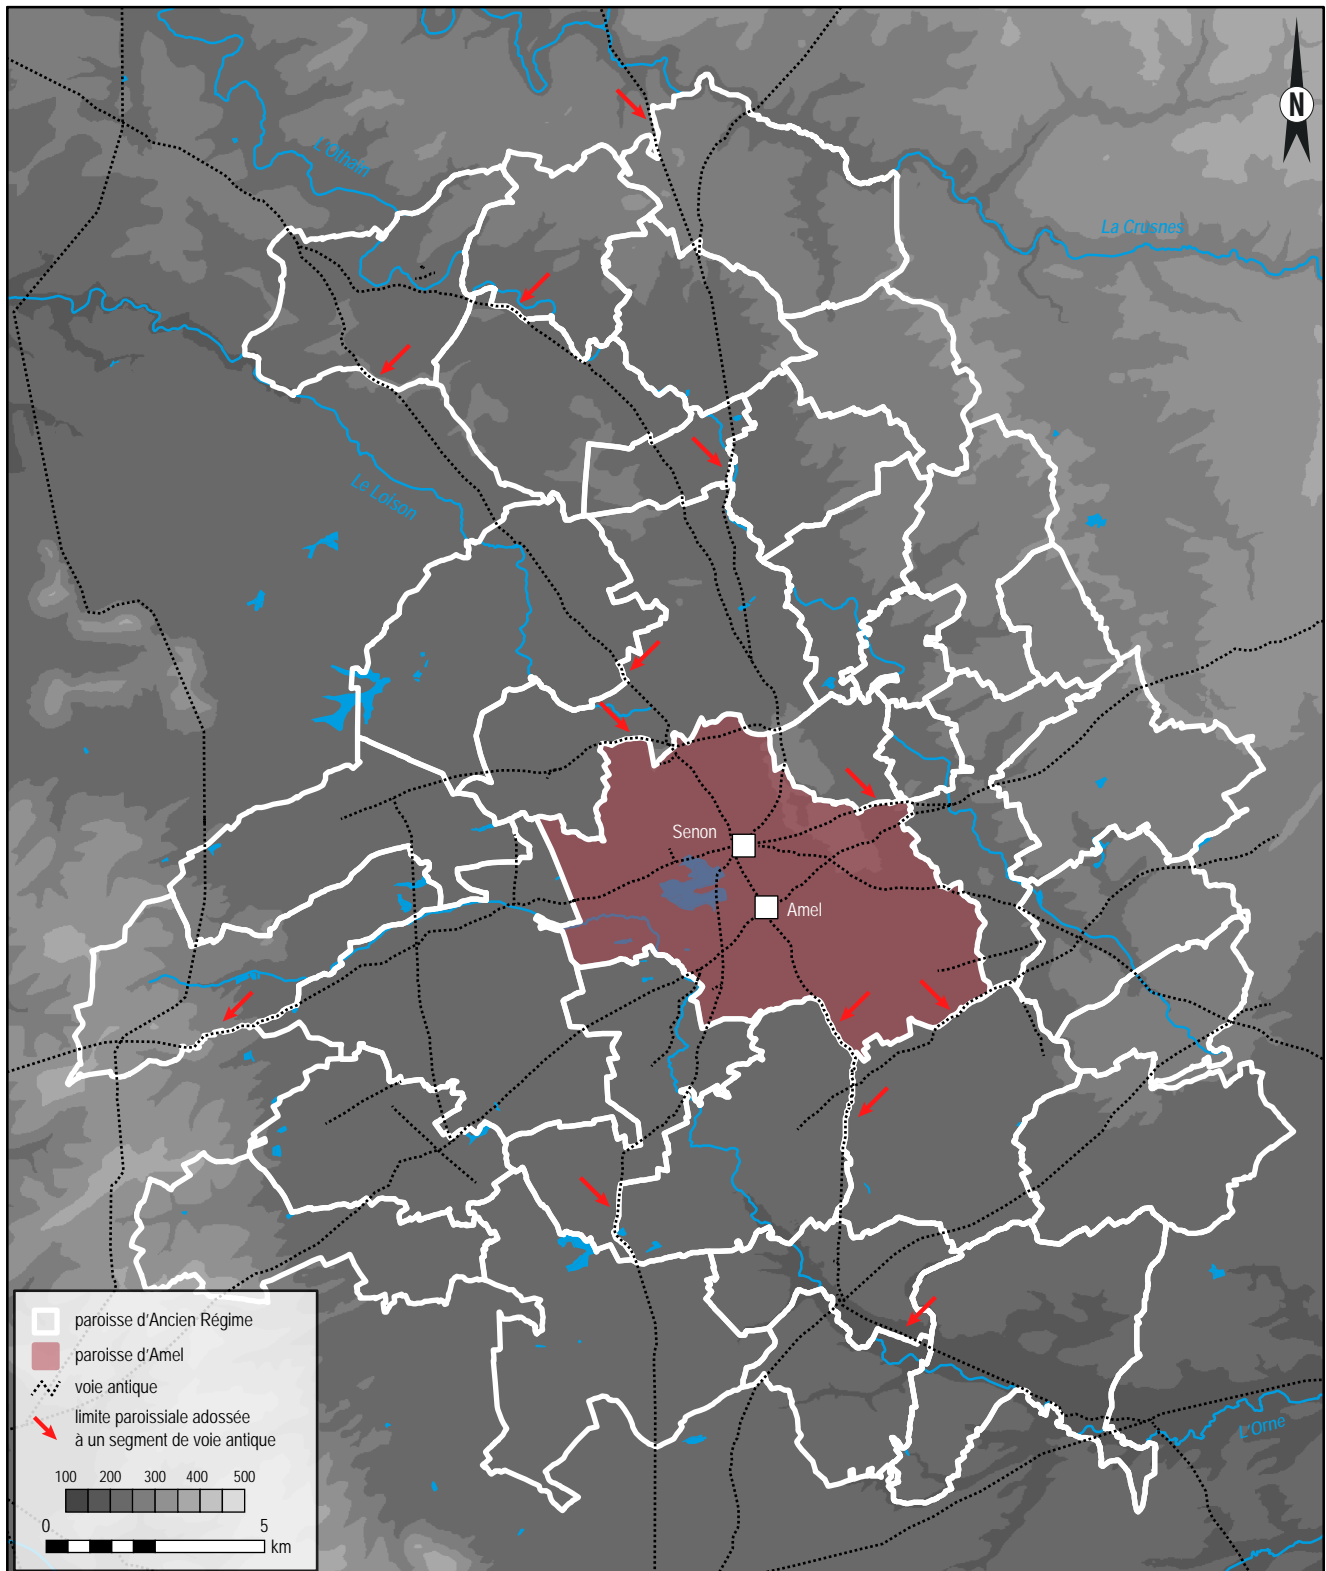 N
L'Othain
La Crusnes
Le Loison
Senon
Amel
L'Orne
paroisse d'Ancien Régime
paroisse d'Amel
voie antique
limite paroissiale adossée
à un segment de voie antique
100 200 300 400 500
0 5
km